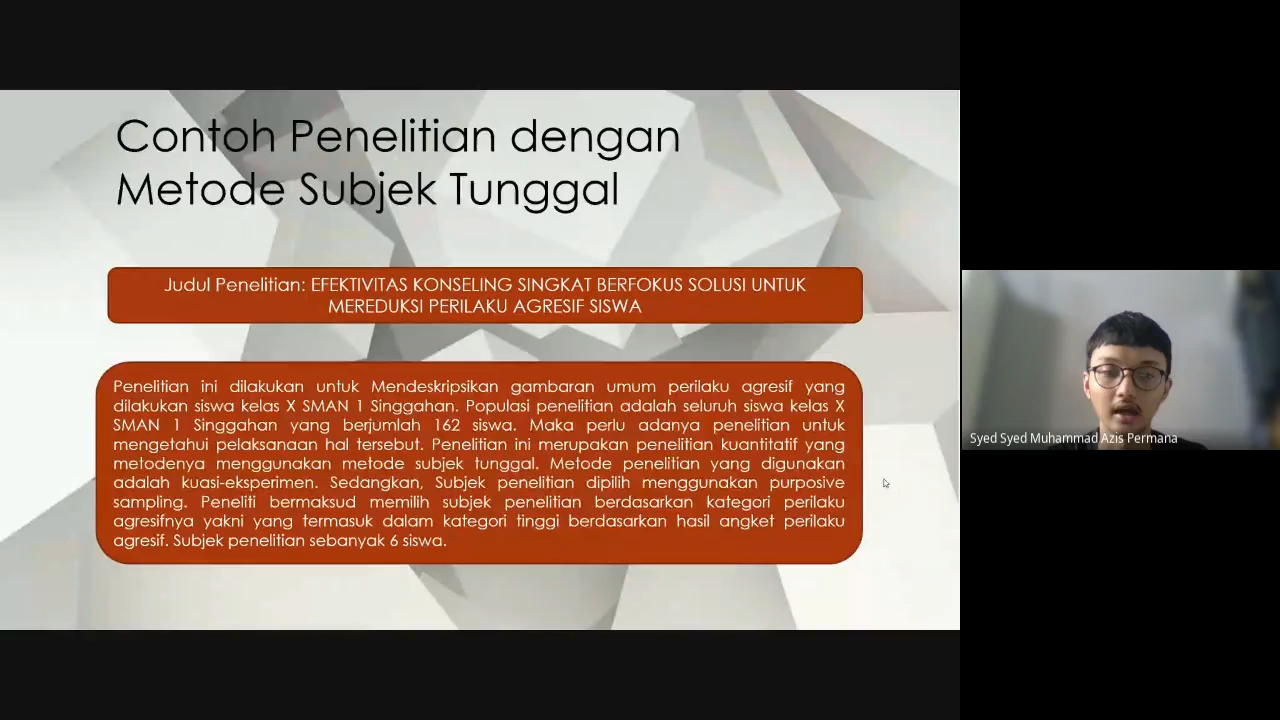 Contoh Penelitian dengan
Metode Subjek Tunggal
Judul Penelitian: EFEKTIVITAS KONSELING SINGKAT BERFOKUS SOLUSI UNTUK
MEREDUKSI PERILAKU AGRESIF SISWA
Penelitian ini dilakukan untuk Mendeskripsikan gambaran umum perilaku agresif yang
dilakukan siswa kelas X SMAN 1 Singgahan. Populasi penelitian adalah seluruh siswa kelas X
SMAN 1 Singgahan yang berjumlah 162 siswa. Maka perlu adanya penelitian untuk
mengetahui pelaksanaan hal tersebut. Penelitian ini merupakan penelitian kuantitatif yang
metodenya menggunakan metode subjek tunggal. Metode penelitian yang digunakan
adalah kuasi-eksperimen. Sedangkan, Subjek penelitian dipilih menggunakan purposive
sampling. Peneliti bermaksud memilih subjek penelitian berdasarkan kategori perilaku
agresifnya yakni yang termasuk dalam kategori tinggi berdasarkan hasil angket perilaku
agresif. Subjek penelitian sebanyak 6 siswa.
Syed Syed Muhammad Azis Permana